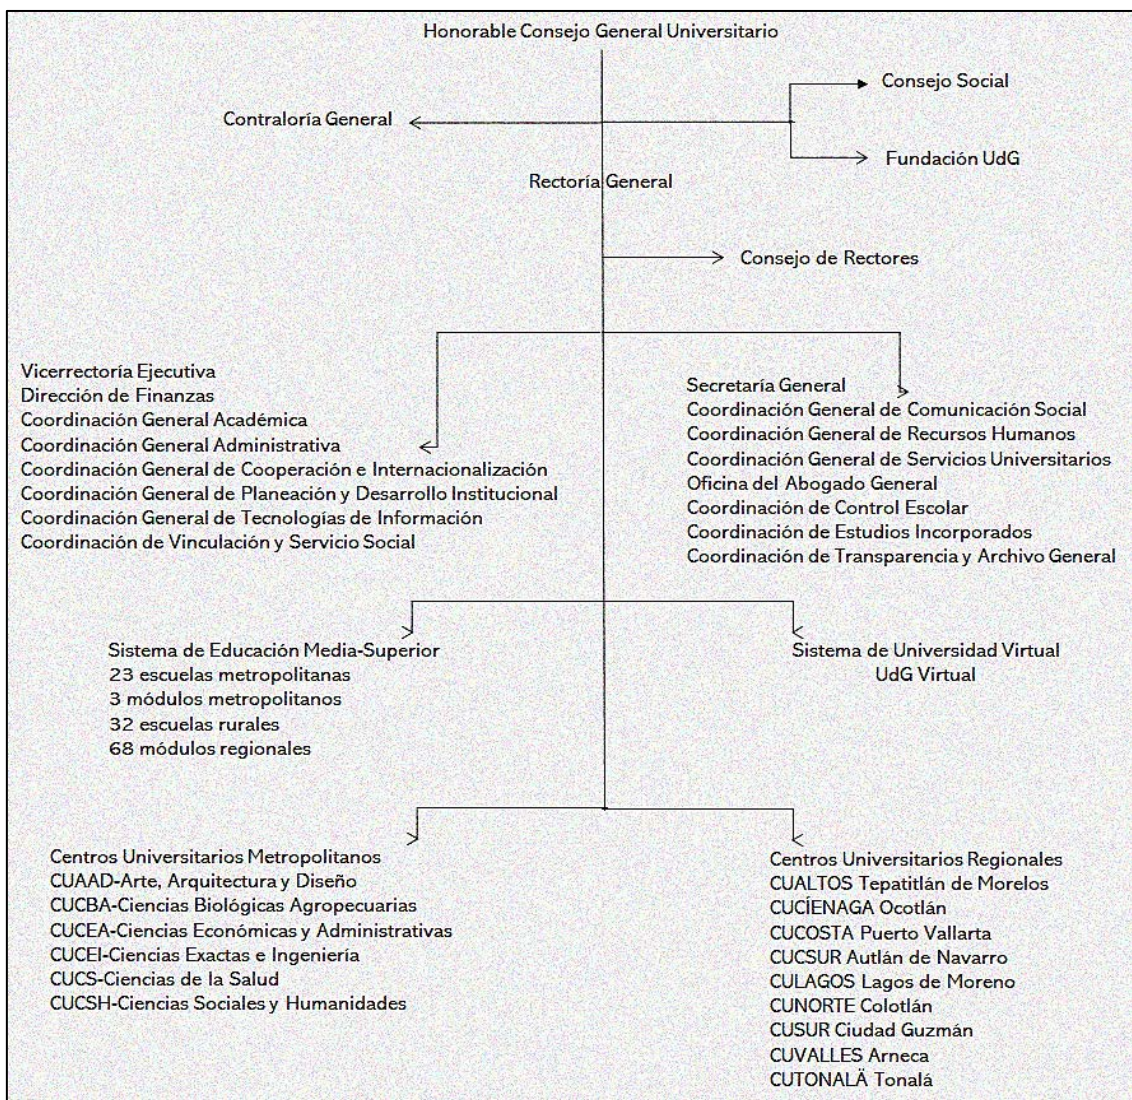 Honorable Consejo General Universitario
Consejo Social
Contraloría General
Fundación UdG
Rectoría General
Consejo de Rectores
Vicerrectoría Ejecutiva
Dirección de Finanzas
Coordinación General Académica
Coordinación General Administrativa
Coordinación General de Cooperación e Internacionalización
Coordinación General de Planeación y Desarrollo Institucional
Coordinación General de Tecnologías de Información
Coordinación de Vinculación y Servicio Social
Secretaría General
Coordinación General de Comunicación Social
Coordinación General de Recursos Humanos
Coordinación General de Servicios Universitarios
Oficina del Abogado General
Coordinación de Control Escolar
Coordinación de Estudios Incorporados
Coordinación de Transparencia y Archivo General
Sistema de Educación Media-Superior
23 escuelas metropolitanas
3 módulos metropolitanos
32 escuelas rurales
68 módulos regionales
Sistema de Universidad Virtual
UdG Virtual
Centros Universitarios Metropolitanos
CUAAD-Arte, Arquitectura y Diseño
CUCBA-Ciencias Biológicas Agropecuarias
CUCEA-Ciencias Económicas y Administrativas
CUCEI-Ciencias Exactas e Ingeniería
CUCS-Ciencias de la Salud
CUCSH-Ciencias Sociales y Humanidades
Centros Universitarios Regionales
CUALTOS Tepatitlán de Morelos
CUCÍENAGA Ocotlán
CUCOSTA Puerto Vallarta
CUCSUR Autlán de Navarro
CULAGOS Lagos de Moreno
CUNORTE Colotlán
CUSUR Ciudad Guzmán
CUVALLES Arneca
CUTONALÄ Tonalá